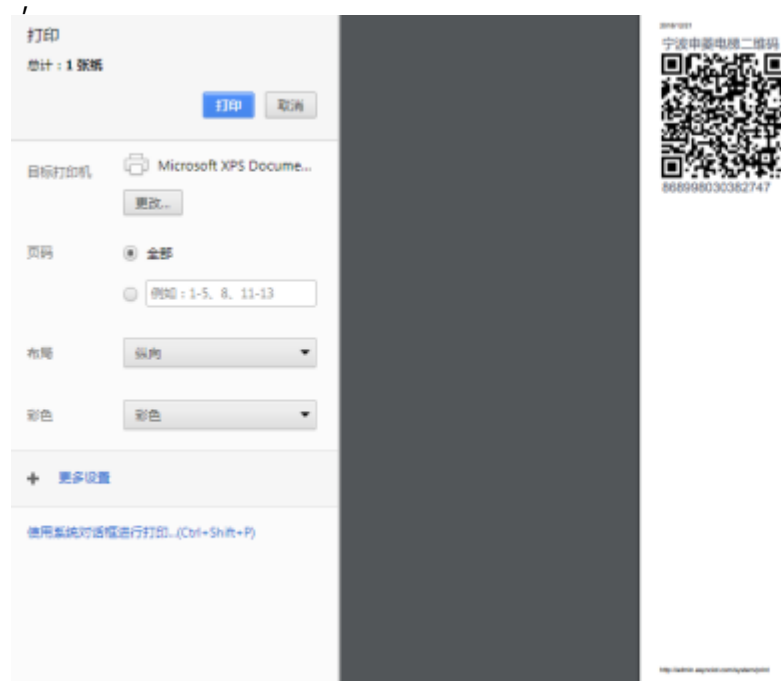 ,
打印
总计：1 张纸
打印 取消
目标打印机 Microsoft XPS Docume...
更改...
页码 全部
例如：1-5、8、11-13
布局 纵向
彩色 彩色
+ 更多设置
使用系统对话框进行打印...(Ctrl+Shift+P)
宁波申菱电梯二维码
868998030382747